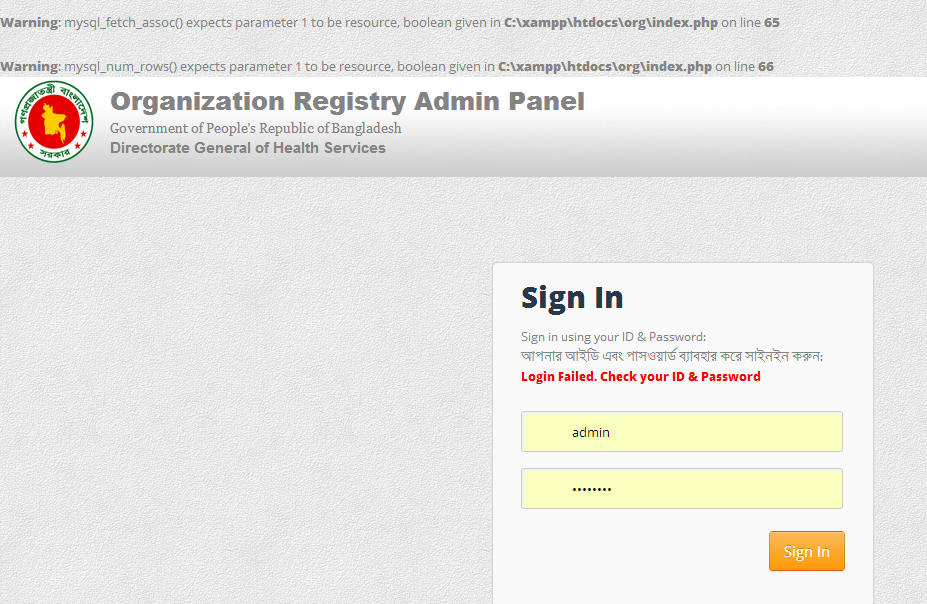 Warning: mysql_fetch_assoc() expects parameter 1 to be resource, boolean given in C:\xampp\htdocs\org\index.php on line 65
Warning: mysql_num_rows() expects parameter 1 to be resource, boolean given in C:\xampp\htdocs\org\index.php on line 66
গণপ্রজাতন্ত্রী বাংলাদেশ
সরকার
Organization Registry Admin Panel
Government of People's Republic of Bangladesh
Directorate General of Health Services
Sign In
Sign in using your ID & Password:
আপনার আইডি এবং পাসওয়ার্ড ব্যাবহার করে সাইনইন করুন:
Login Failed. Check your ID & Password
admin
••••••••
Sign In